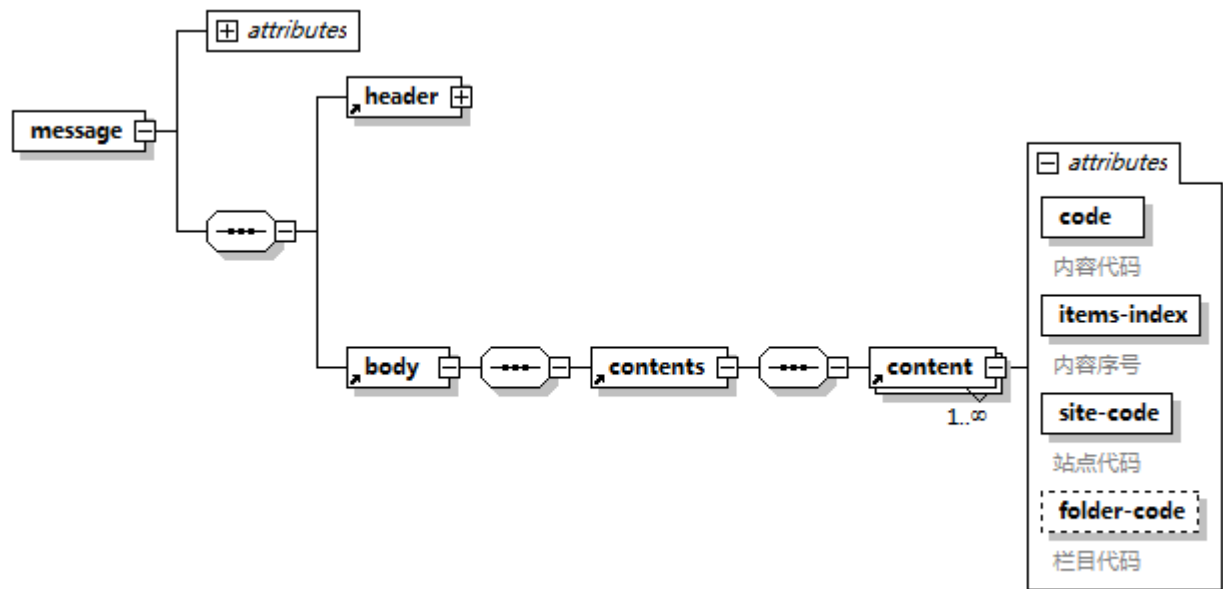 attributes
header
message
attributes
code
内容代码
items-index
内容序号
body
contents
content
1..∞
site-code
站点代码
folder-code
栏目代码